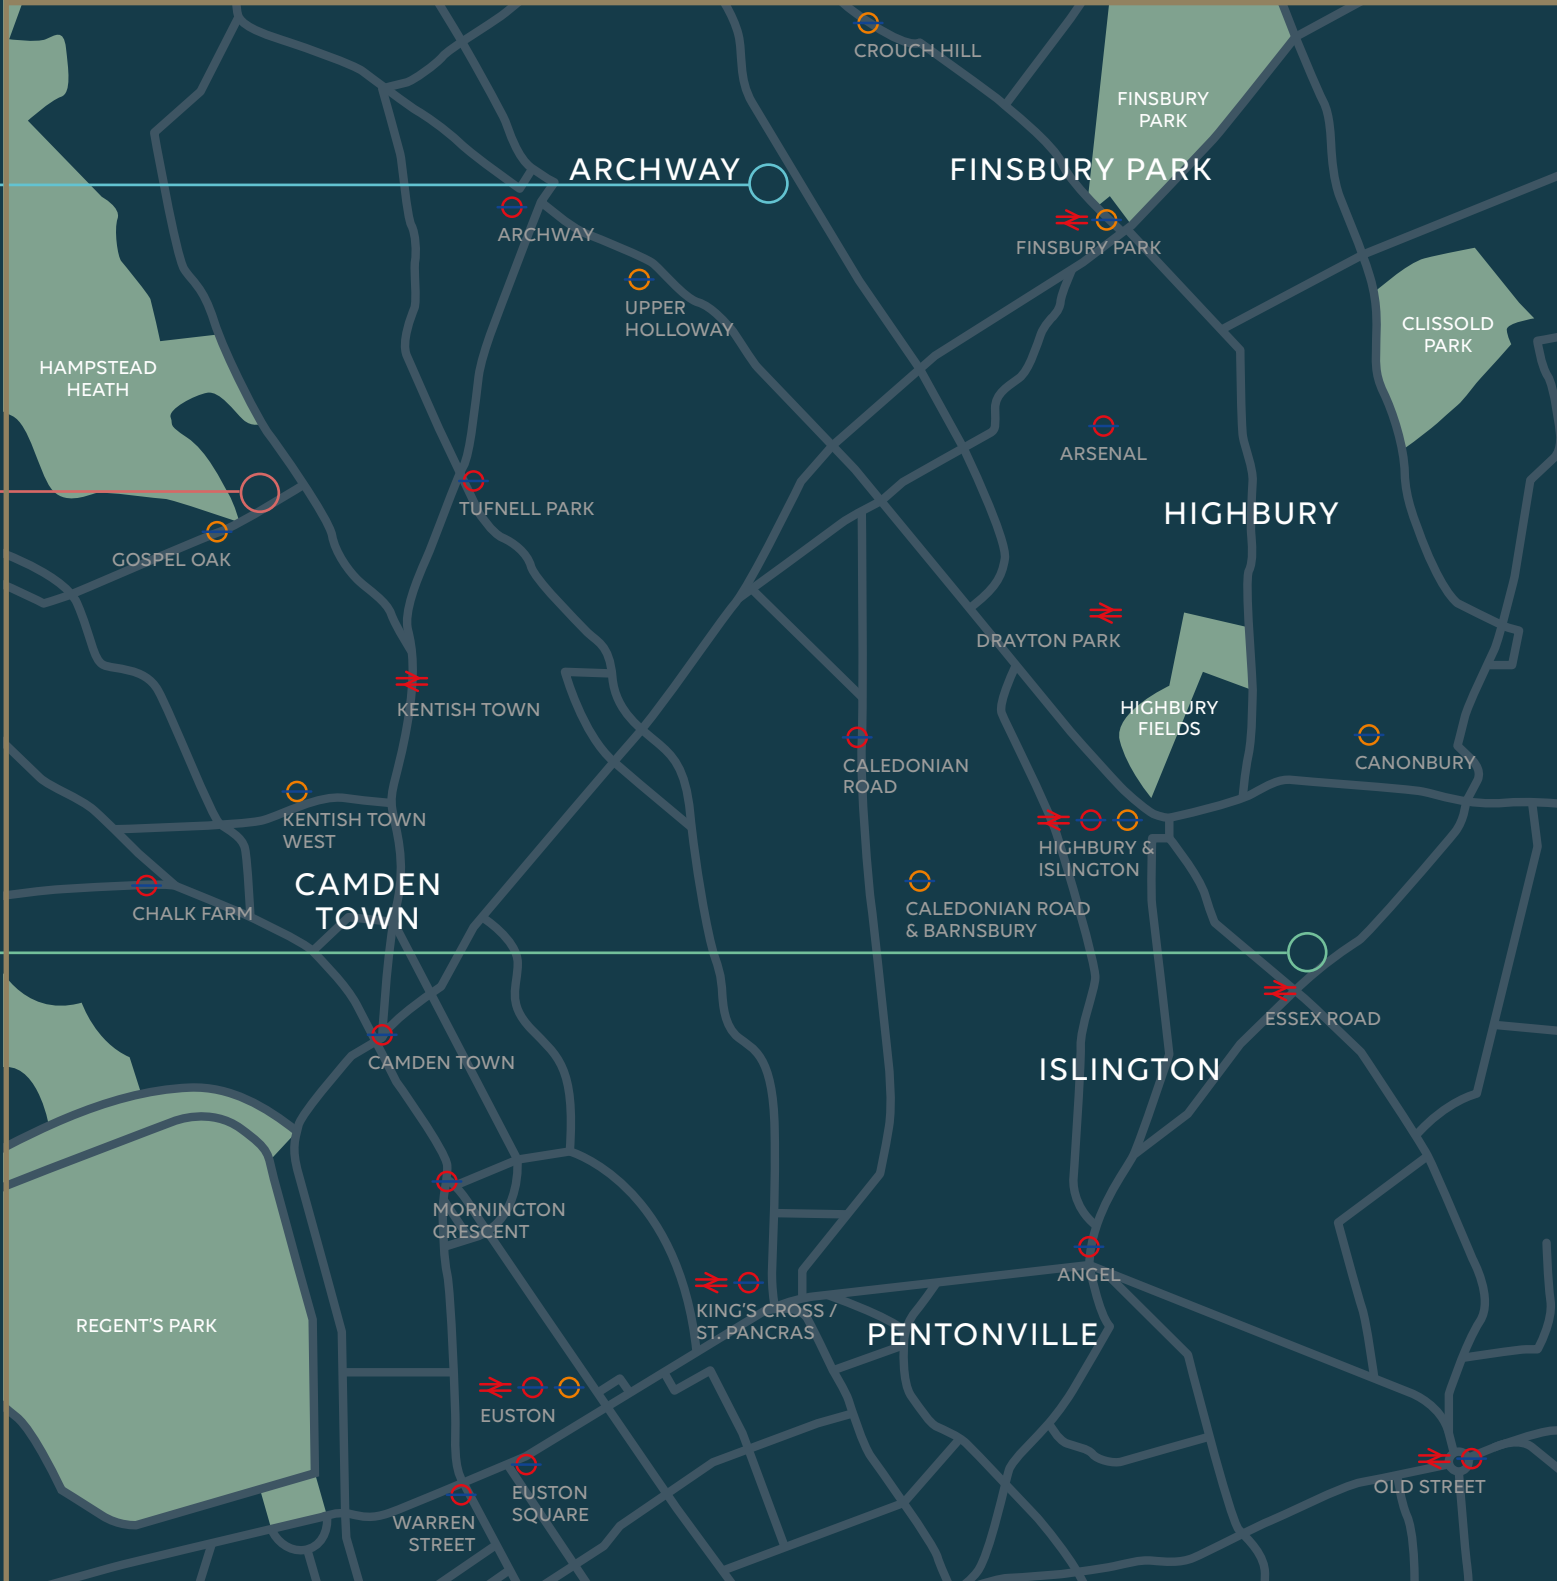 CROUCH HILL
FINSBURY
PARK
ARCHWAY
FINSBURY PARK
ARCHWAY
FINSBURY PARK
UPPER
HOLLOWAY
CLISSOLD
PARK
HAMPSTEAD
HEATH
ARSENAL
TUFNELL PARK
HIGHBURY
GOSPEL OAK
DRAYTON PARK
KENTISH TOWN
HIGHBURY
FIELDS
CALEDONIAN
ROAD
CANONBURY
KENTISH TOWN
WEST
HIGHBURY &
ISLINGTON
CAMDEN
TOWN
CHALK FARM
CALEDONIAN ROAD
& BARNSBURY
ESSEX ROAD
CAMDEN TOWN
ISLINGTON
MORNINGTON
CRESCENT
ANGEL
KING'S CROSS /
ST. PANCRAS
REGENT'S PARK
PENTONVILLE
EUSTON
EUSTON
SQUARE
OLD STREET
WARREN
STREET